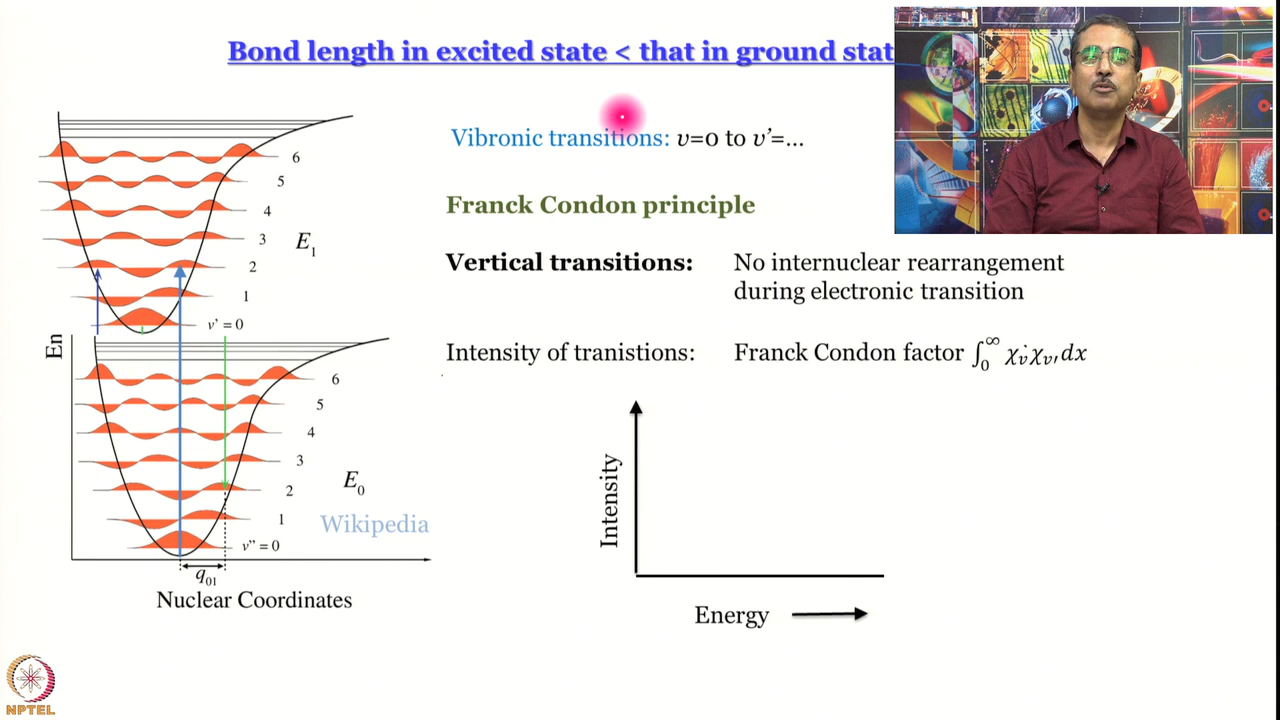 Bond length in excited state < that in ground stat
Vibronic transitions: v=0 to v'=...
Franck Condon principle
Vertical transitions: No internuclear rearrangement
during electronic transition
Intensity of tranistions: Franck Condon factor ∫₀^∞ χᵥ̇χᵥ′dx
6
5
4
3
E₁
2
1
v' = 0
En
6
5
4
3
E₀
2
1
Wikipedia
v'' = 0
q₀₁
Nuclear Coordinates
Intensity
Energy
NPTEL